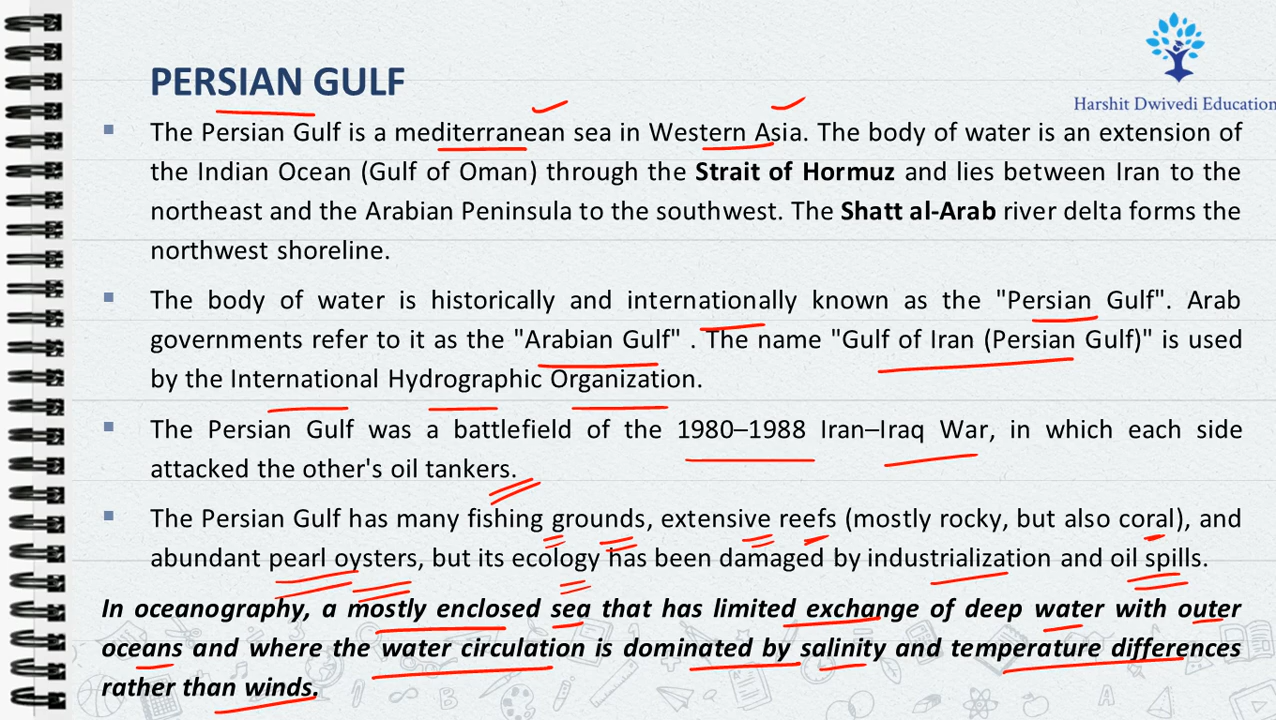 Harshit Dwivedi Education
PERSIAN GULF
▪ The Persian Gulf is a mediterranean sea in Western Asia. The body of water is an extension of
the Indian Ocean (Gulf of Oman) through the Strait of Hormuz and lies between Iran to the
northeast and the Arabian Peninsula to the southwest. The Shatt al-Arab river delta forms the
northwest shoreline.
▪ The body of water is historically and internationally known as the "Persian Gulf". Arab
governments refer to it as the "Arabian Gulf" . The name "Gulf of Iran (Persian Gulf)" is used
by the International Hydrographic Organization.
▪ The Persian Gulf was a battlefield of the 1980–1988 Iran–Iraq War, in which each side
attacked the other's oil tankers.
▪ The Persian Gulf has many fishing grounds, extensive reefs (mostly rocky, but also coral), and
abundant pearl oysters, but its ecology has been damaged by industrialization and oil spills.
In oceanography, a mostly enclosed sea that has limited exchange of deep water with outer
oceans and where the water circulation is dominated by salinity and temperature differences
rather than winds.